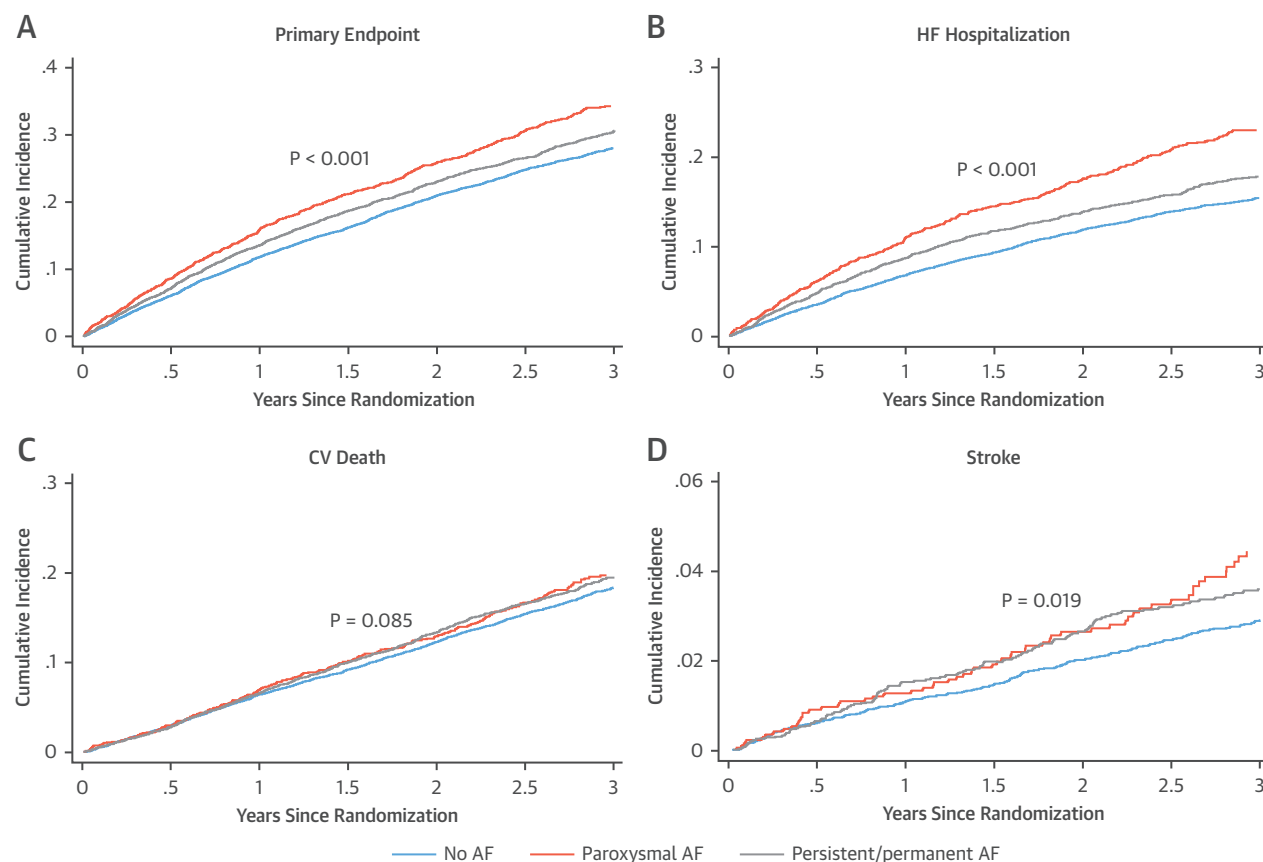 A
Primary Endpoint
Cumulative Incidence
.4
.3
.2
.1
0
P < 0.001
0 .5 1 1.5 2 2.5 3
Years Since Randomization
B
HF Hospitalization
Cumulative Incidence
.3
.2
.1
0
P < 0.001
0 .5 1 1.5 2 2.5 3
Years Since Randomization
C
CV Death
Cumulative Incidence
.3
.2
.1
0
P = 0.085
0 .5 1 1.5 2 2.5 3
Years Since Randomization
D
Stroke
Cumulative Incidence
.06
.04
.02
0
P = 0.019
0 .5 1 1.5 2 2.5 3
Years Since Randomization
No AF Paroxysmal AF Persistent/permanent AF